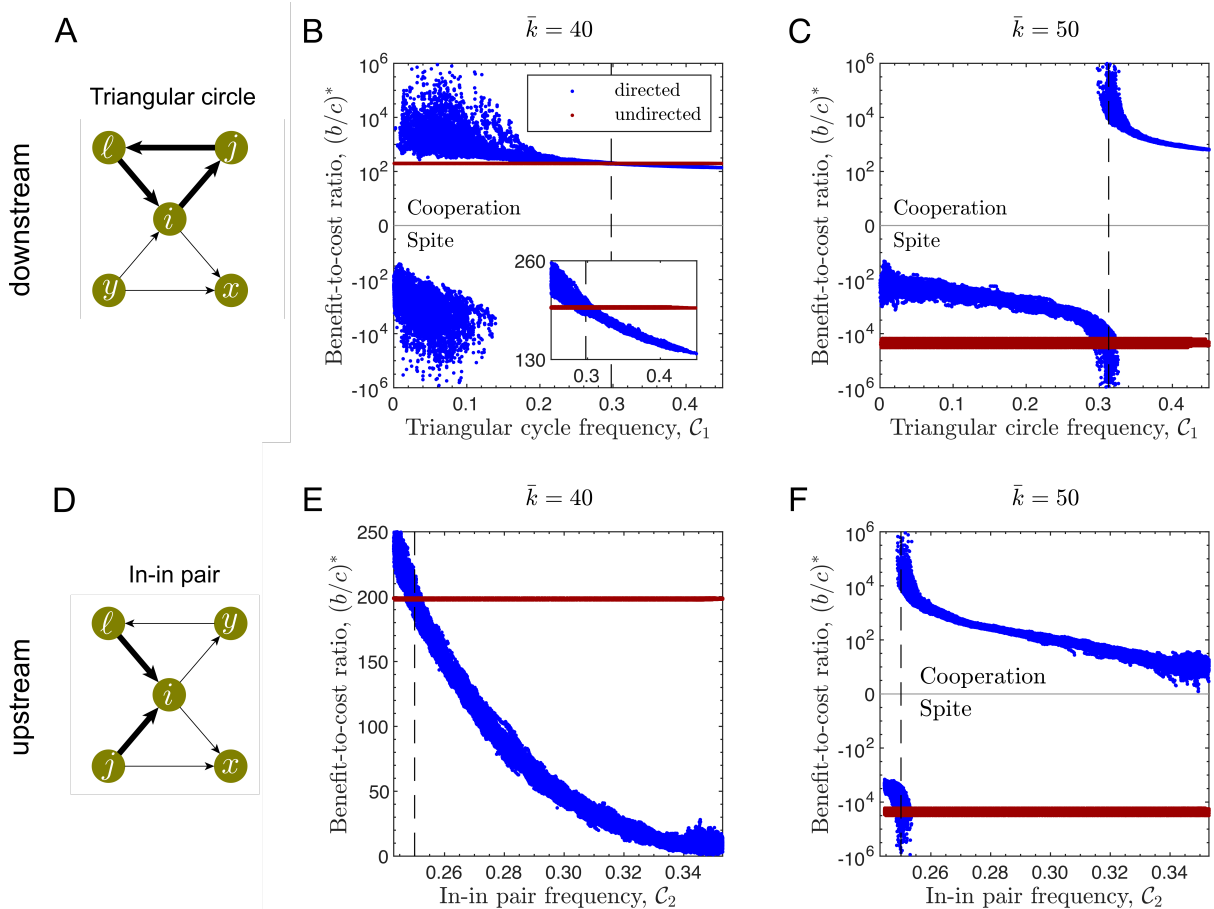 A
Triangular circle
ℓ
j
i
y
x
downstream
B
k̄ = 40
Benefit-to-cost ratio, (b/c)*
10^6
10^4
10^2
0
-10^2
-10^4
-10^6
directed
undirected
Cooperation
Spite
260
130
0.3
0.4
0
0.1
0.2
0.3
0.4
Triangular cycle frequency, 𝒞₁
C
k̄ = 50
Benefit-to-cost ratio, (b/c)*
10^6
10^4
10^2
0
-10^2
-10^4
-10^6
Cooperation
Spite
0
0.1
0.2
0.3
0.4
Triangular circle frequency, 𝒞₁
D
In-in pair
ℓ
y
i
j
x
upstream
E
k̄ = 40
Benefit-to-cost ratio, (b/c)*
250
200
150
100
50
0
0.26
0.28
0.30
0.32
0.34
In-in pair frequency, 𝒞₂
F
k̄ = 50
Benefit-to-cost ratio, (b/c)*
10^6
10^4
10^2
0
-10^2
-10^4
-10^6
Cooperation
Spite
0.26
0.28
0.30
0.32
0.34
In-in pair frequency, 𝒞₂